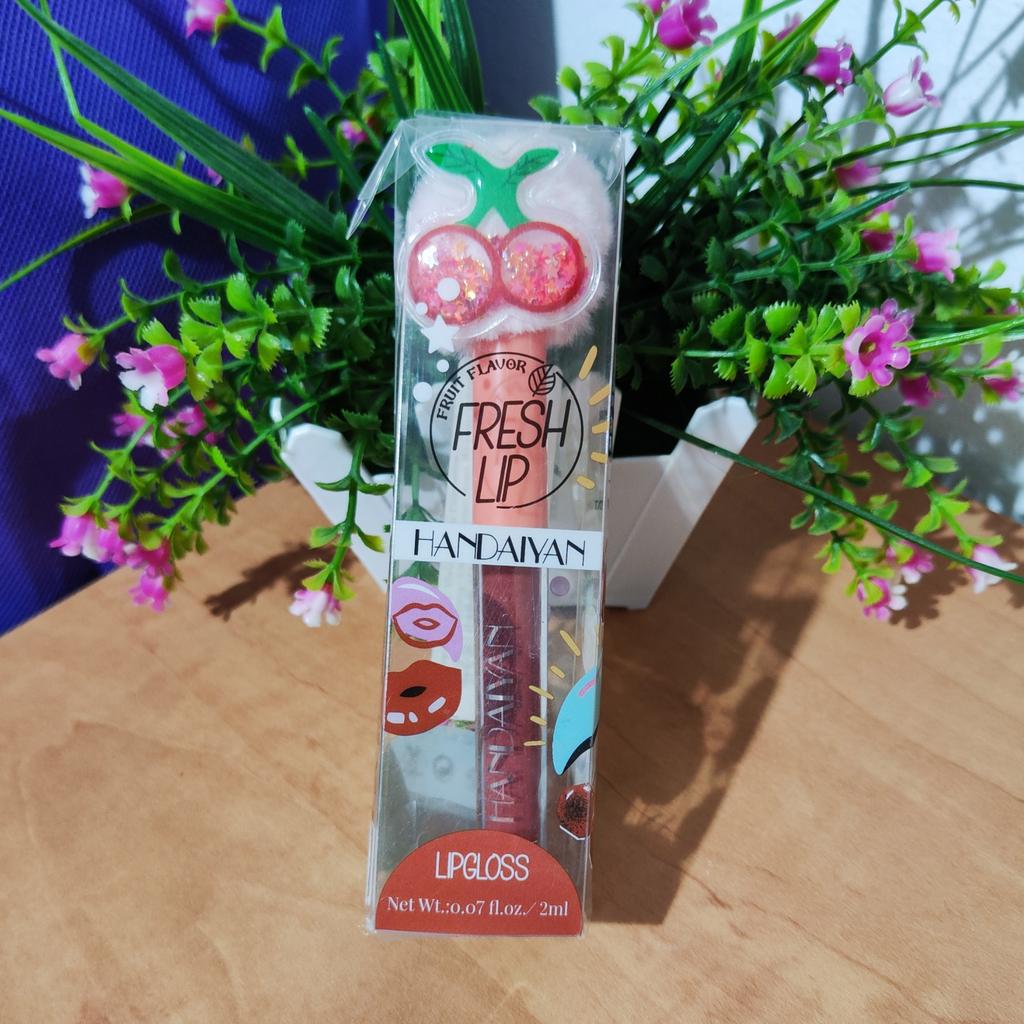 FRUIT FLAVOR
FRESH
LIP
HANDAIYAN
HANDAIYAN
LIPGLOSS
Net Wt.:0.07 fl.oz./ 2ml